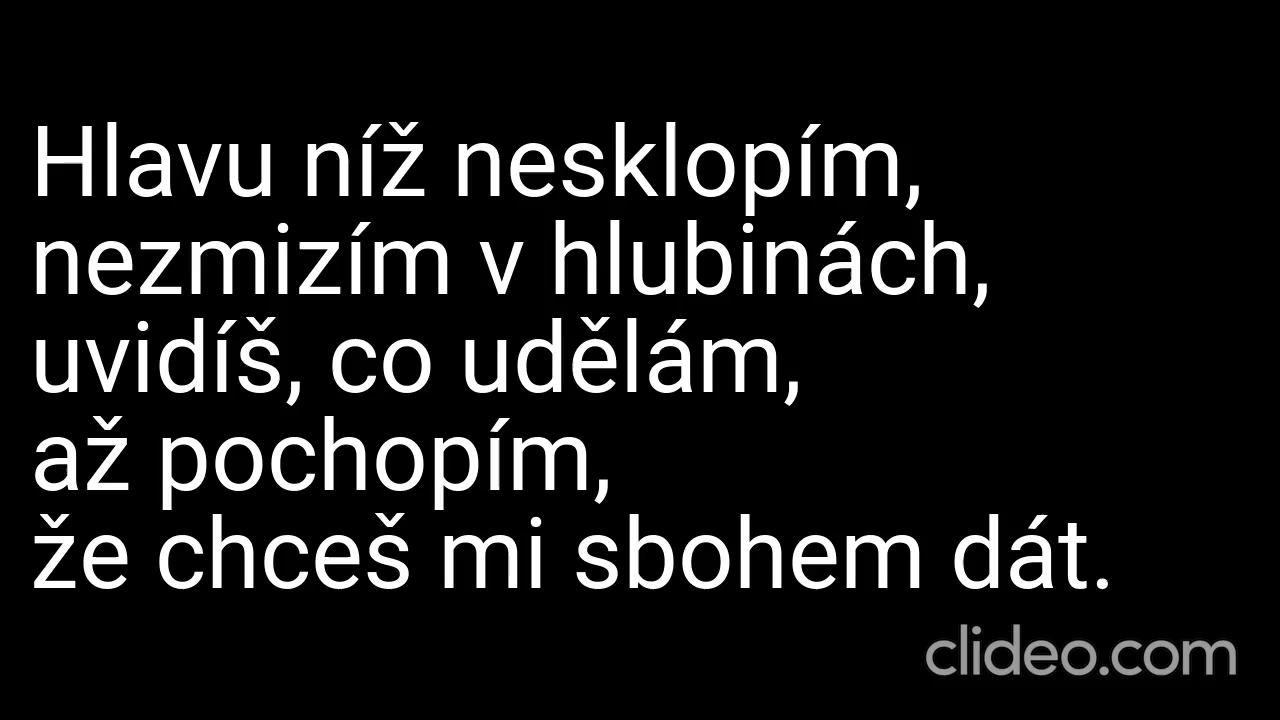 Hlavu níž nesklopím,
nezmizím v hlubinách,
uvidíš, co udělám,
až pochopím,
že chceš mi sbohem dát.
clideo.com